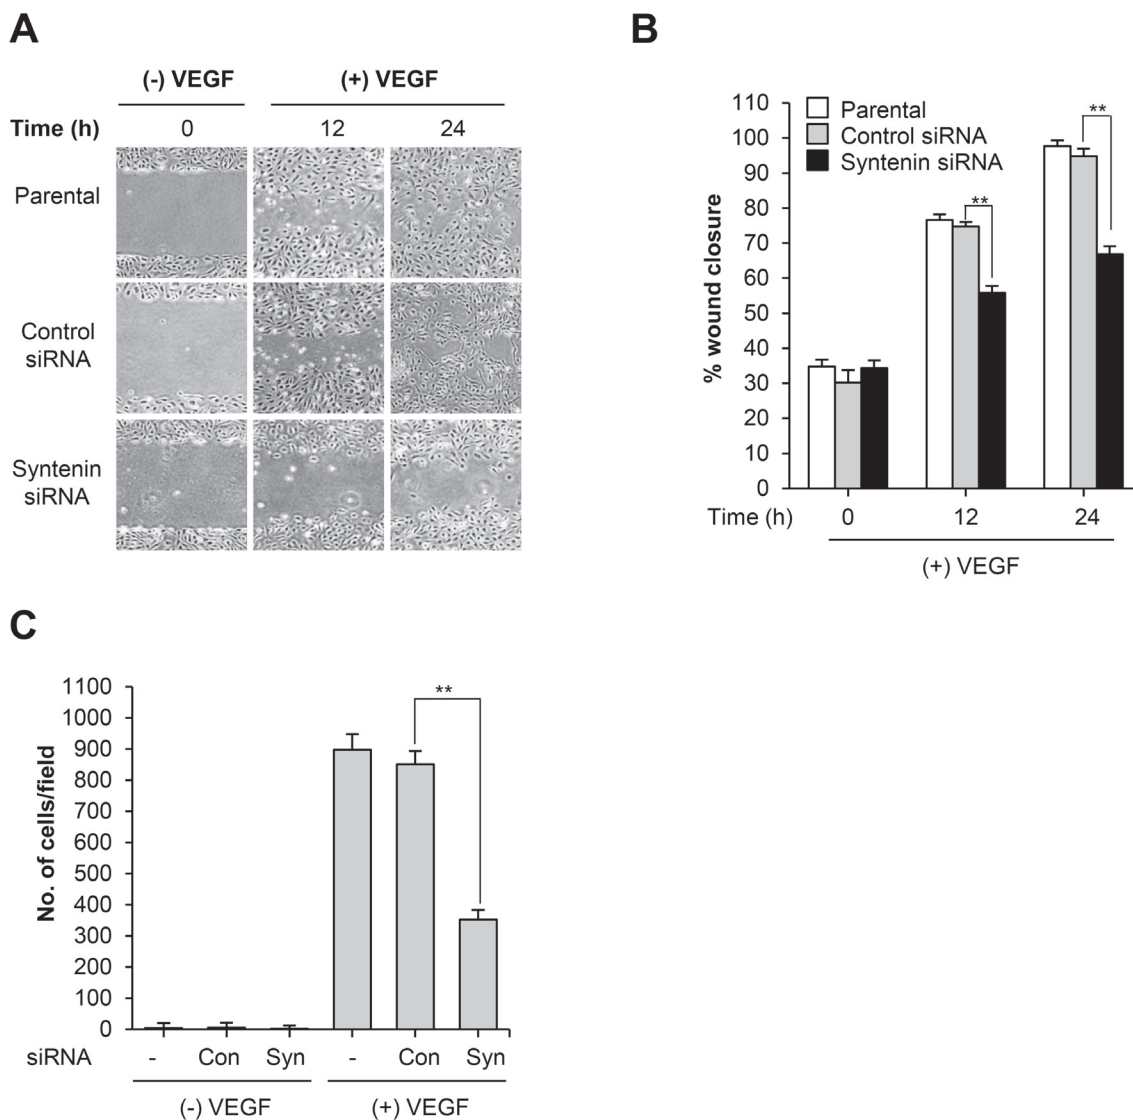 A
(-) VEGF (+) VEGF
Time (h) 0 12 24
Parental
Control
siRNA
Syntenin
siRNA
B
110
100
90
80
70
60
50
40
30
20
10
0
% wound closure
Parental
Control siRNA
Syntenin siRNA
**
**
Time (h) 0 12 24
(+) VEGF
C
1100
1000
900
800
700
600
500
400
300
200
100
0
No. of cells/field
**
siRNA - Con Syn - Con Syn
(-) VEGF (+) VEGF